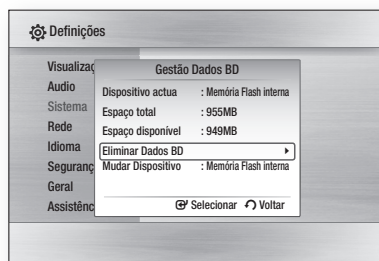 Definições
Visualizaç
Gestão Dados BD
Audio
Dispositivo actua : Memória Flash interna
Sistema
Espaço total : 955MB
Rede
Espaço disponível : 949MB
Idioma
Eliminar Dados BD
Seguranç
Mudar Dispositivo : Memória Flash interna
Geral
Assistênc
Selecionar Voltar